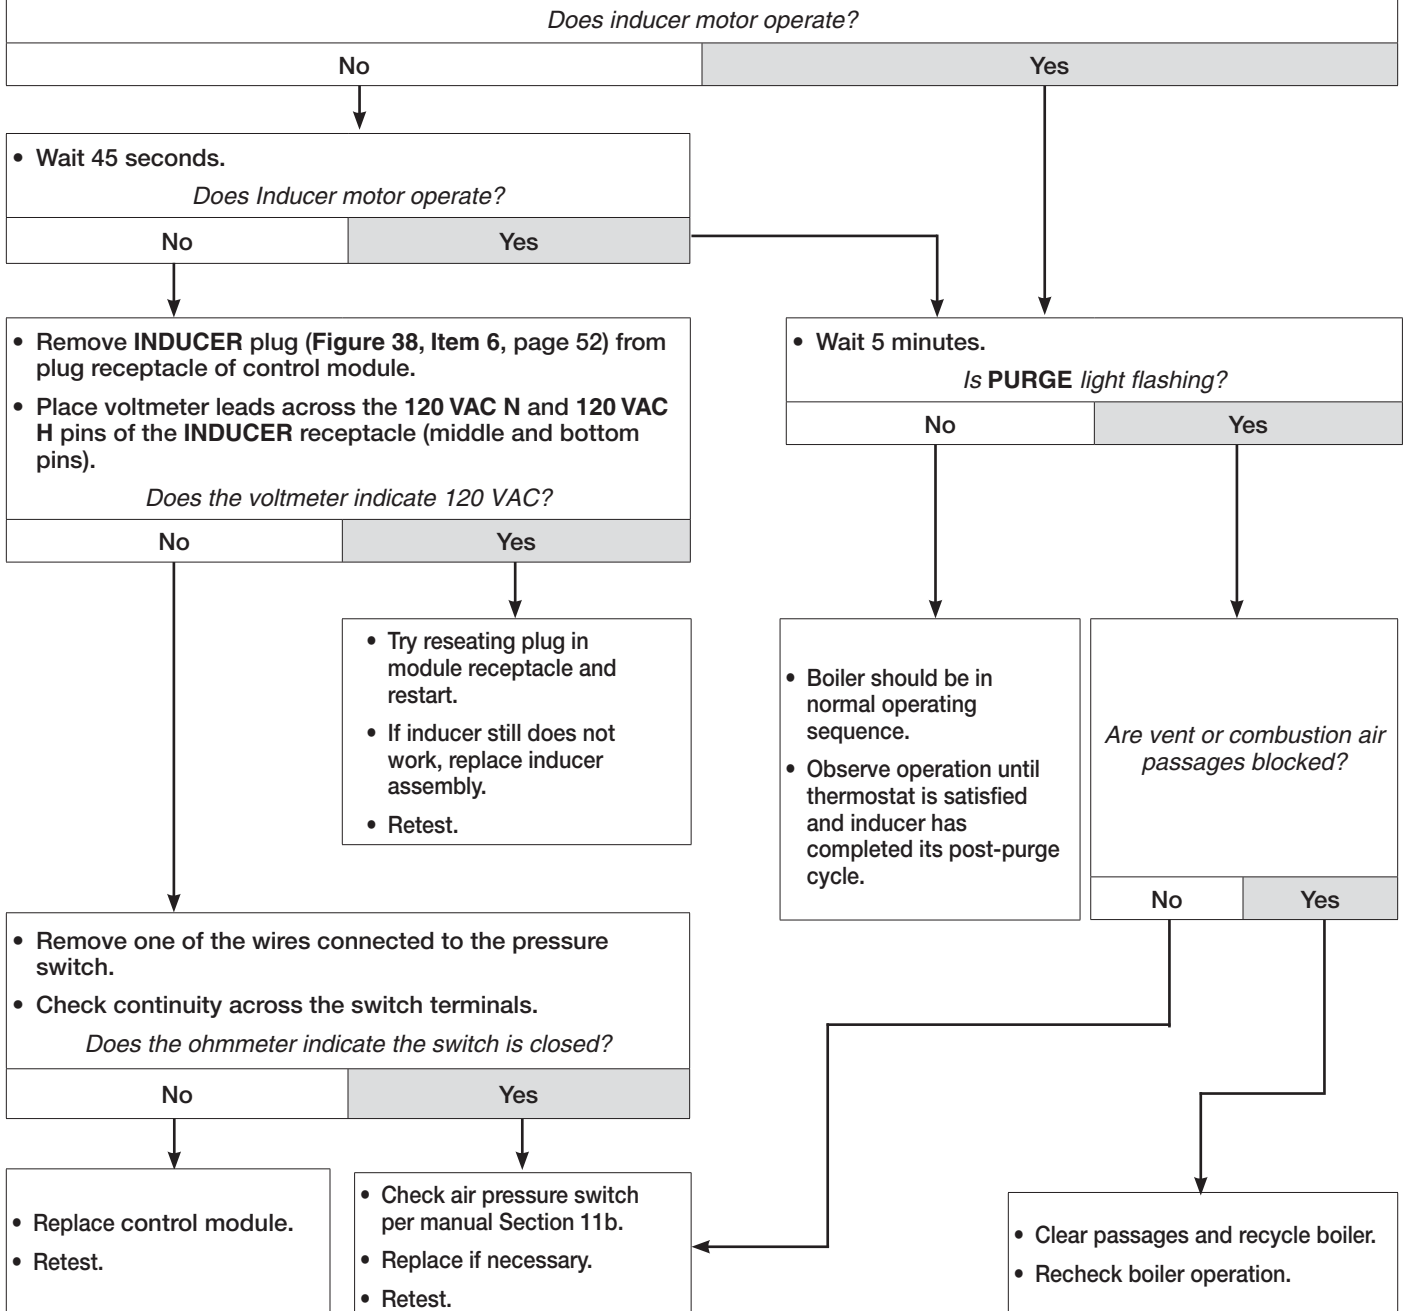 Does inducer motor operate?
No
Yes
• Wait 45 seconds.
Does Inducer motor operate?
No
Yes
• Remove INDUCER plug (Figure 38, Item 6, page 52) from
plug receptacle of control module.
• Place voltmeter leads across the 120 VAC N and 120 VAC
H pins of the INDUCER receptacle (middle and bottom
pins).
Does the voltmeter indicate 120 VAC?
No
Yes
• Wait 5 minutes.
Is PURGE light flashing?
No
Yes
• Try reseating plug in
module receptacle and
restart.
• If inducer still does not
work, replace inducer
assembly.
• Retest.
• Boiler should be in
normal operating
sequence.
• Observe operation until
thermostat is satisfied
and inducer has
completed its post-purge
cycle.
Are vent or combustion air
passages blocked?
No
Yes
• Remove one of the wires connected to the pressure
switch.
• Check continuity across the switch terminals.
Does the ohmmeter indicate the switch is closed?
No
Yes
• Replace control module.
• Retest.
• Check air pressure switch
per manual Section 11b.
• Replace if necessary.
• Retest.
• Clear passages and recycle boiler.
• Recheck boiler operation.